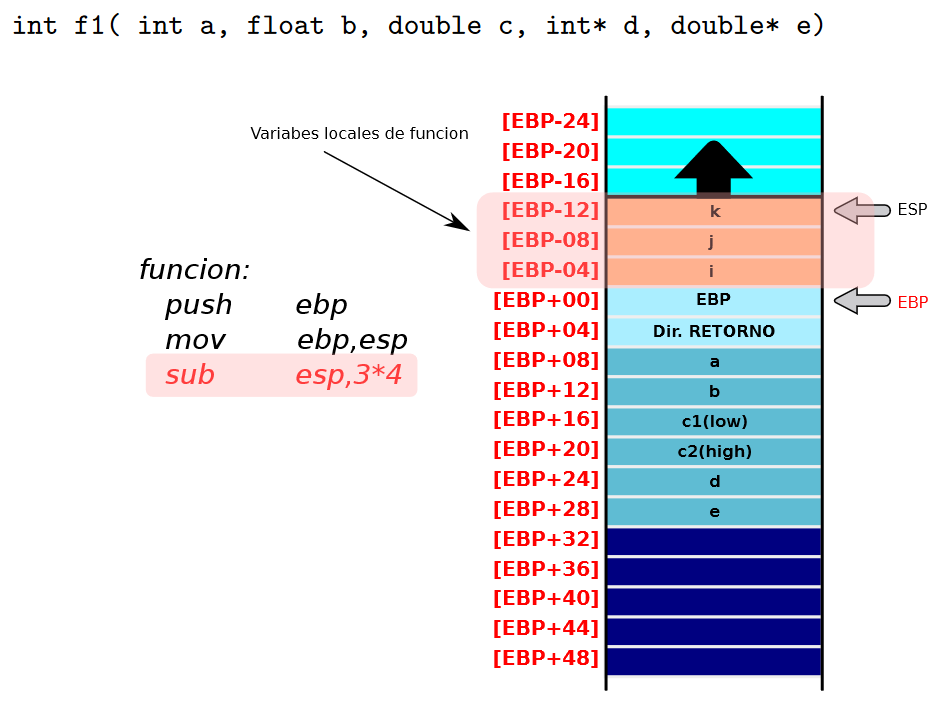 int f1( int a, float b, double c, int* d, double* e)
Variabes locales de funcion
funcion:
push ebp
mov ebp,esp
sub esp,3*4
[EBP-24]
[EBP-20]
[EBP-16]
[EBP-12] k ESP
[EBP-08] j
[EBP-04] i
[EBP+00] EBP EBP
[EBP+04] Dir. RETORNO
[EBP+08] a
[EBP+12] b
[EBP+16] c1(low)
[EBP+20] c2(high)
[EBP+24] d
[EBP+28] e
[EBP+32]
[EBP+36]
[EBP+40]
[EBP+44]
[EBP+48]